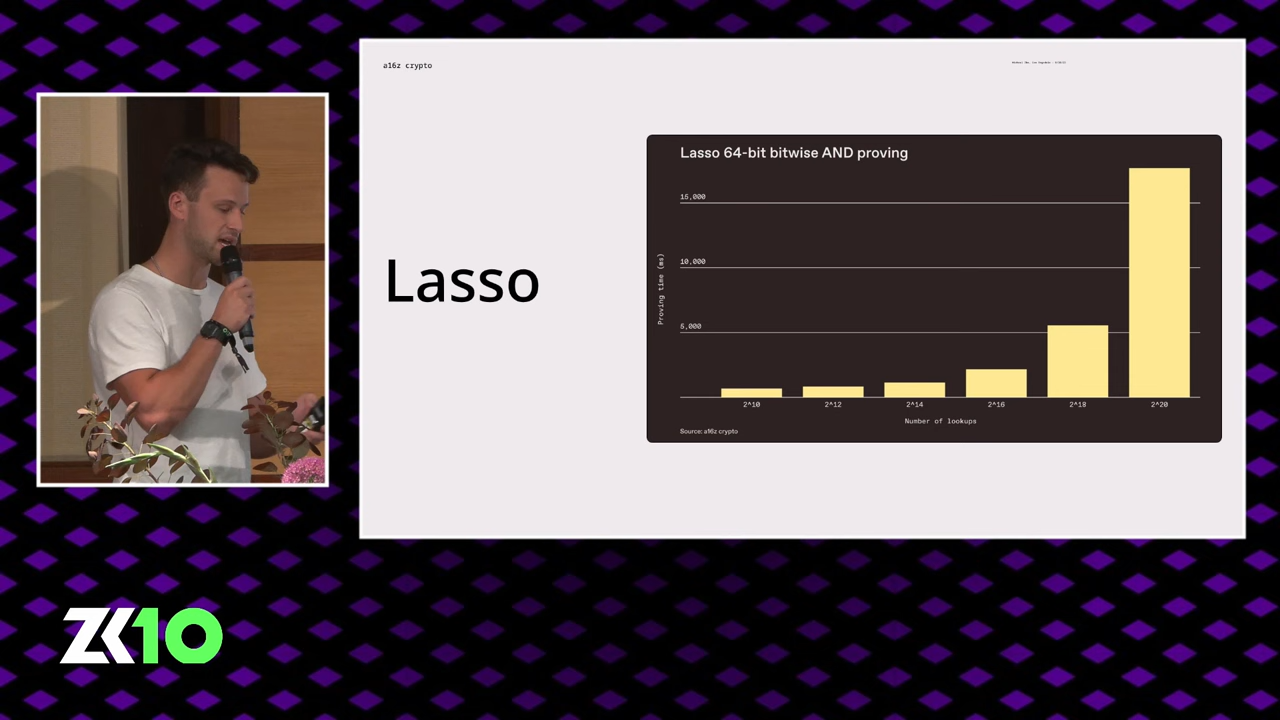 a16z crypto
Lasso
Lasso 64-bit bitwise AND proving
15,000
10,000
5,000
Proving time (ms)
2^10 2^12 2^14 2^16 2^18 2^20
Number of lookups
Source: a16z crypto
ZK10